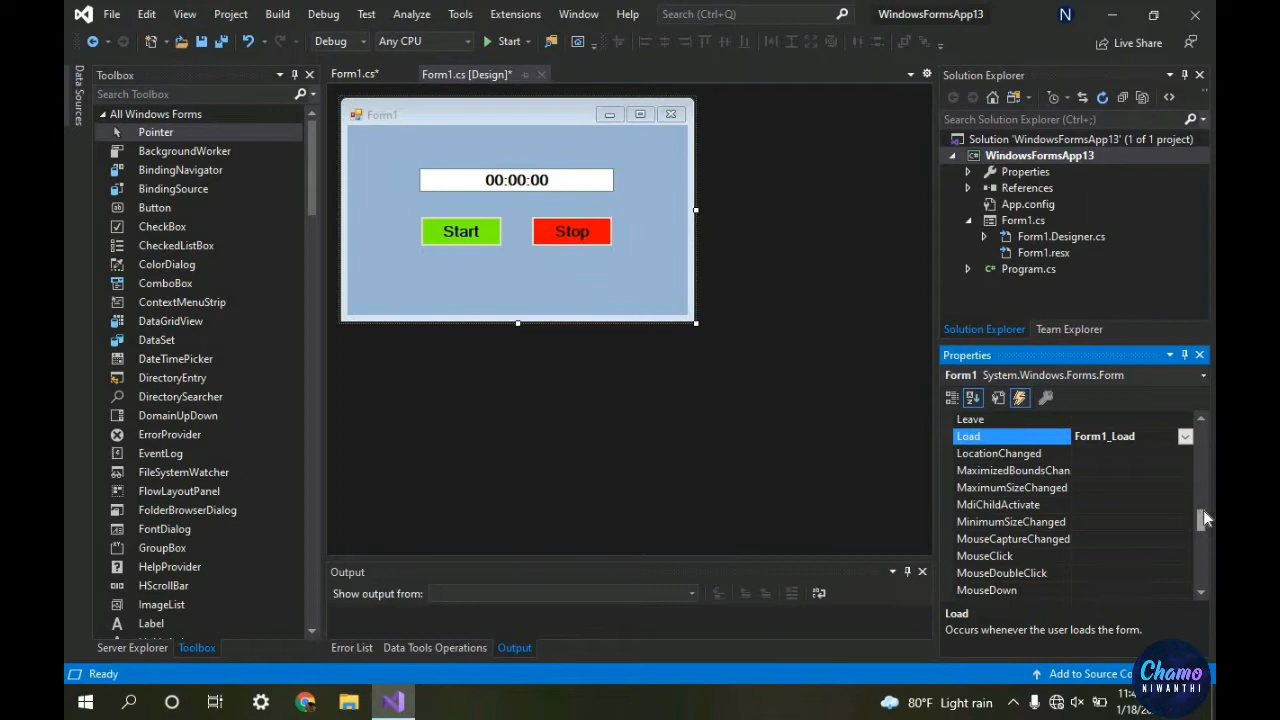 File Edit View Project Build Debug Test Analyze Tools Extensions Window Help Search (Ctrl+;) WindowsFormsApp13 N
Debug Any CPU Start Live Share
Data Sources
Toolbox
Search Toolbox
All Windows Forms
Pointer
BackgroundWorker
BindingNavigator
BindingSource
Button
CheckBox
CheckedListBox
ColorDialog
ComboBox
ContextMenuStrip
DataGridView
DataSet
DateTimePicker
DirectoryEntry
DirectorySearcher
DomainUpDown
ErrorProvider
EventLog
FileSystemWatcher
FlowLayoutPanel
FolderBrowserDialog
FontDialog
GroupBox
HelpProvider
HScrollBar
ImageList
Label
Server Explorer Toolbox
Form1.cs* Form1.cs [Design]*
Form1
00:00:00
Start Stop
Output
Show output from:
Error List Data Tools Operations Output
Solution Explorer
Search Solution Explorer (Ctrl+;)
Solution 'WindowsFormsApp13' (1 of 1 project)
WindowsFormsApp13
Properties
References
App.config
Form1.cs
Form1.Designer.cs
Form1.resx
Program.cs
Solution Explorer Team Explorer
Properties
Form1 System.Windows.Forms.Form
Leave
Load Form1_Load
LocationChanged
MaximizedBoundsChan
MaximumSizeChanged
MdiChildActivate
MinimumSizeChanged
MouseCaptureChanged
MouseClick
MouseDoubleClick
MouseDown
Load
Occurs whenever the user loads the form.
Ready Add to Source Co
80°F Light rain 11:4
1/18/2
Chamo
NIWANTHI